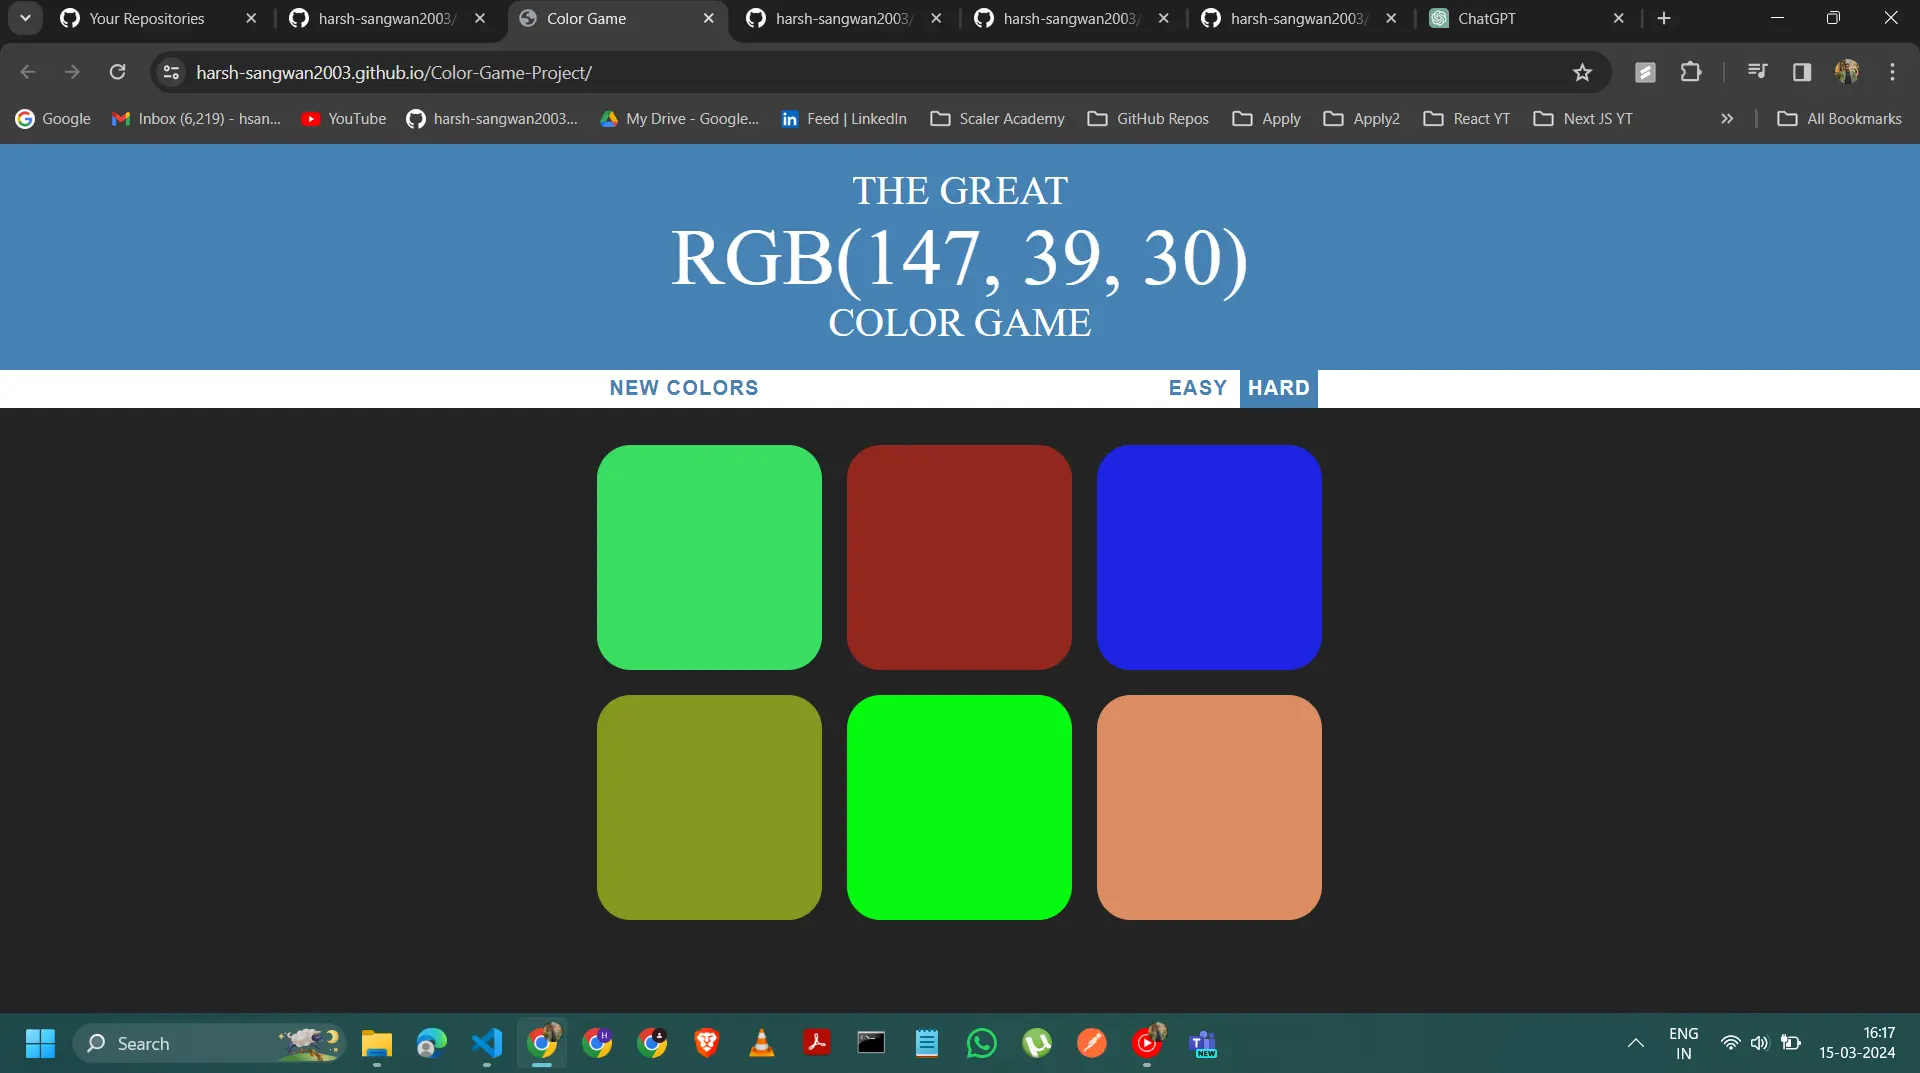 Your Repositories harsh-sangwan2003/ Color Game harsh-sangwan2003/ harsh-sangwan2003/ harsh-sangwan2003/ ChatGPT
harsh-sangwan2003.github.io/Color-Game-Project/
Google Inbox (6,219) - hsan... YouTube harsh-sangwan2003... My Drive - Google... Feed | LinkedIn Scaler Academy GitHub Repos Apply Apply2 React YT Next JS YT All Bookmarks
THE GREAT
RGB(147, 39, 30)
COLOR GAME
NEW COLORS EASY HARD
Search
ENG
IN
16:17
15-03-2024
NEW